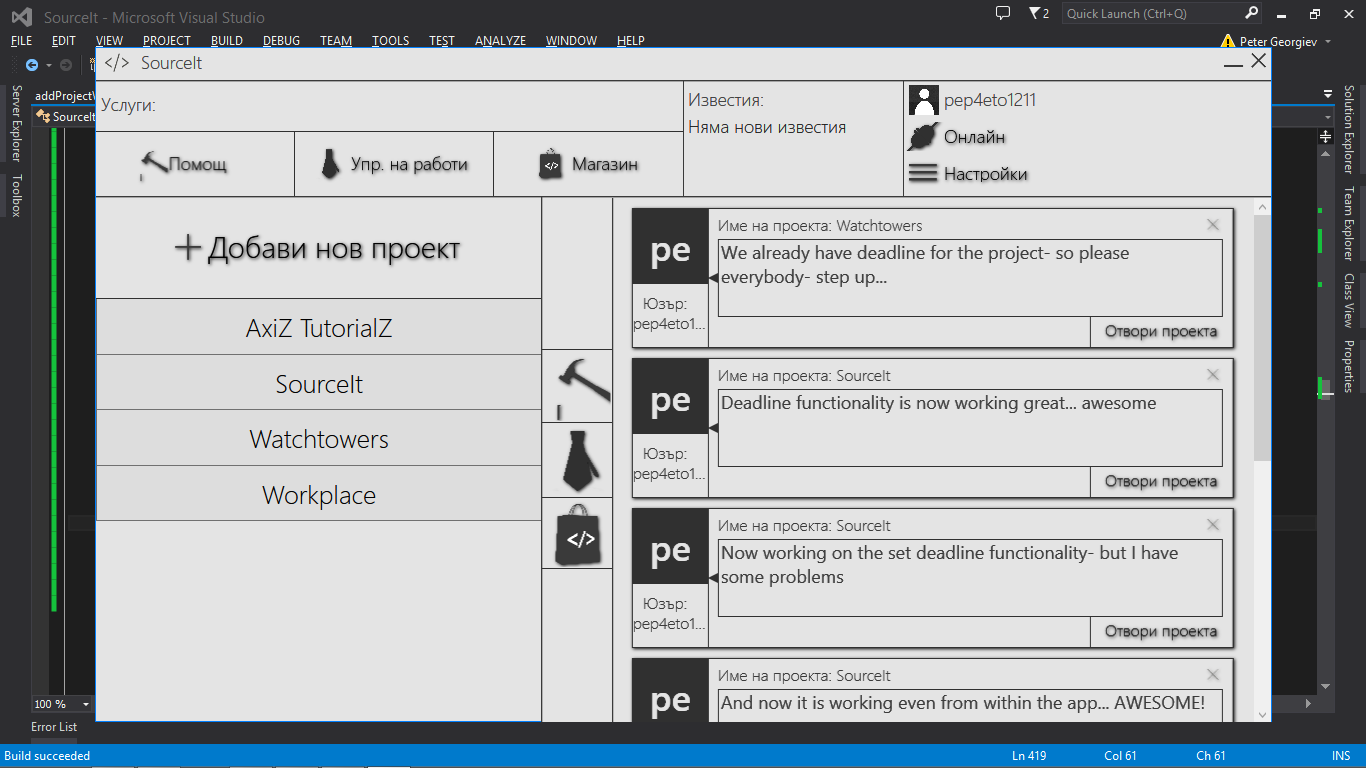 SourceIt - Microsoft Visual Studio
2
Quick Launch (Ctrl+Q)
FILE EDIT VIEW PROJECT BUILD DEBUG TEAM TOOLS TEST ANALYZE WINDOW HELP
Peter Georgiev
</> SourceIt
Server Explorer
Toolbox
addProject
SourceIt
Услуги:
Помощ
Упр. на работи
</>
Магазин
Известия:
Няма нови известия
pep4eto1211
Онлайн
Настройки
Solution Explorer
Team Explorer
Class View
Properties
Добави нов проект
AxiZ TutorialZ
SourceIt
Watchtowers
Workplace
</>
pe
Юзър:
pep4eto1...
Име на проекта: Watchtowers
We already have deadline for the project- so please
everybody- step up...
Отвори проекта
pe
Юзър:
pep4eto1...
Име на проекта: SourceIt
Deadline functionality is now working great... awesome
Отвори проекта
pe
Юзър:
pep4eto1...
Име на проекта: SourceIt
Now working on the set deadline functionality- but I have
some problems
Отвори проекта
pe
Име на проекта: SourceIt
And now it is working even from within the app... AWESOME!
100 %
Error List
Build succeeded
Ln 419 Col 61 Ch 61 INS